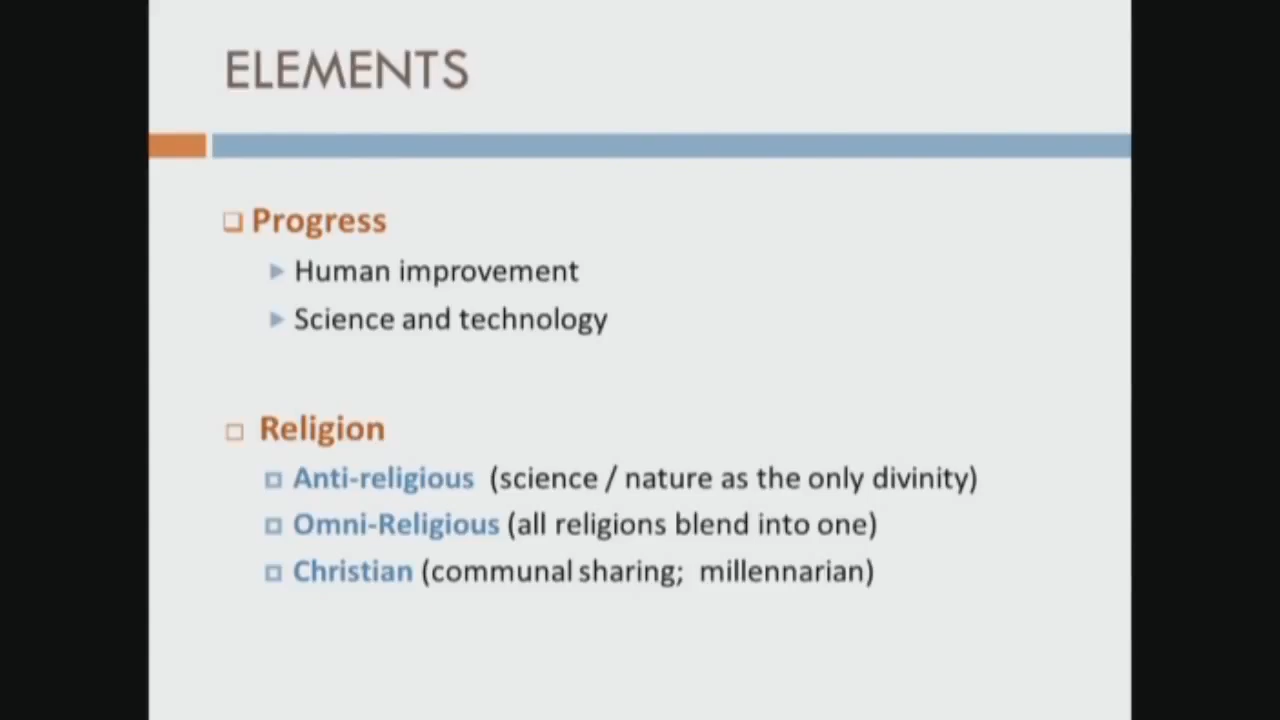 ELEMENTS
Progress
Human improvement
Science and technology
Religion
Anti-religious (science / nature as the only divinity)
Omni-Religious (all religions blend into one)
Christian (communal sharing; millennarian)